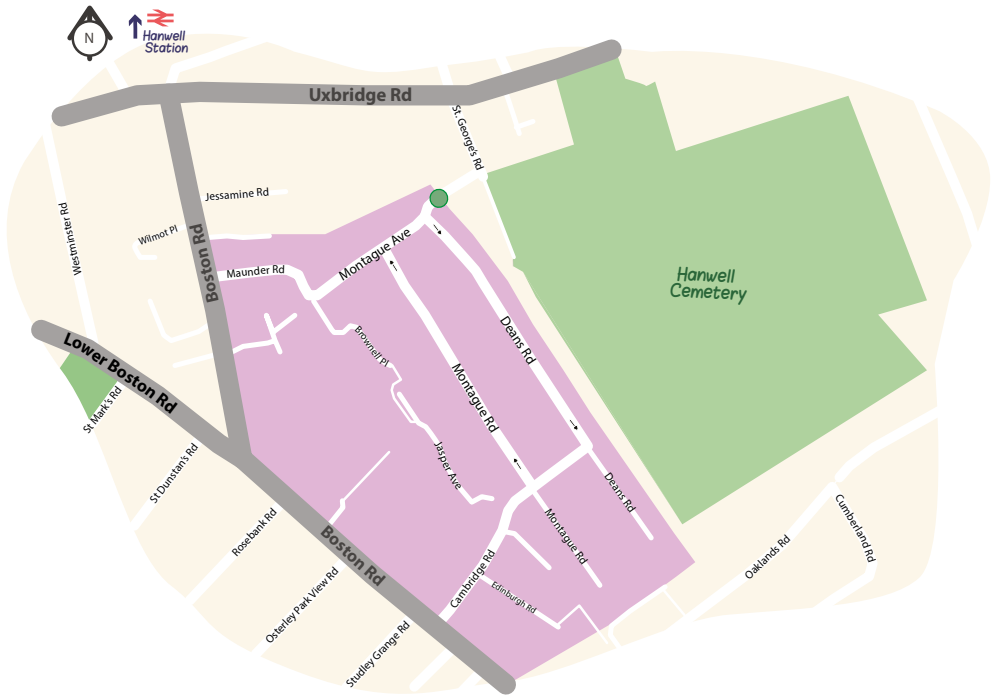 N
Hanwell
Station
Uxbridge Rd
St. George's Rd
Jessamine Rd
Westminster Rd
Wilmot Pl
Boston Rd
Maunder Rd
Montague Ave
Hanwell
Cemetery
Deans Rd
Brownell Pl
Lower Boston Rd
Montague Rd
St Mark's Rd
Jasper Ave
St Dunstan's Rd
Deans Rd
Rosebank Rd
Montague Rd
Cumberland Rd
Boston Rd
Oaklands Rd
Cambridge Rd
Edinburgh Rd
Osterley Park View Rd
Studley Grange Rd